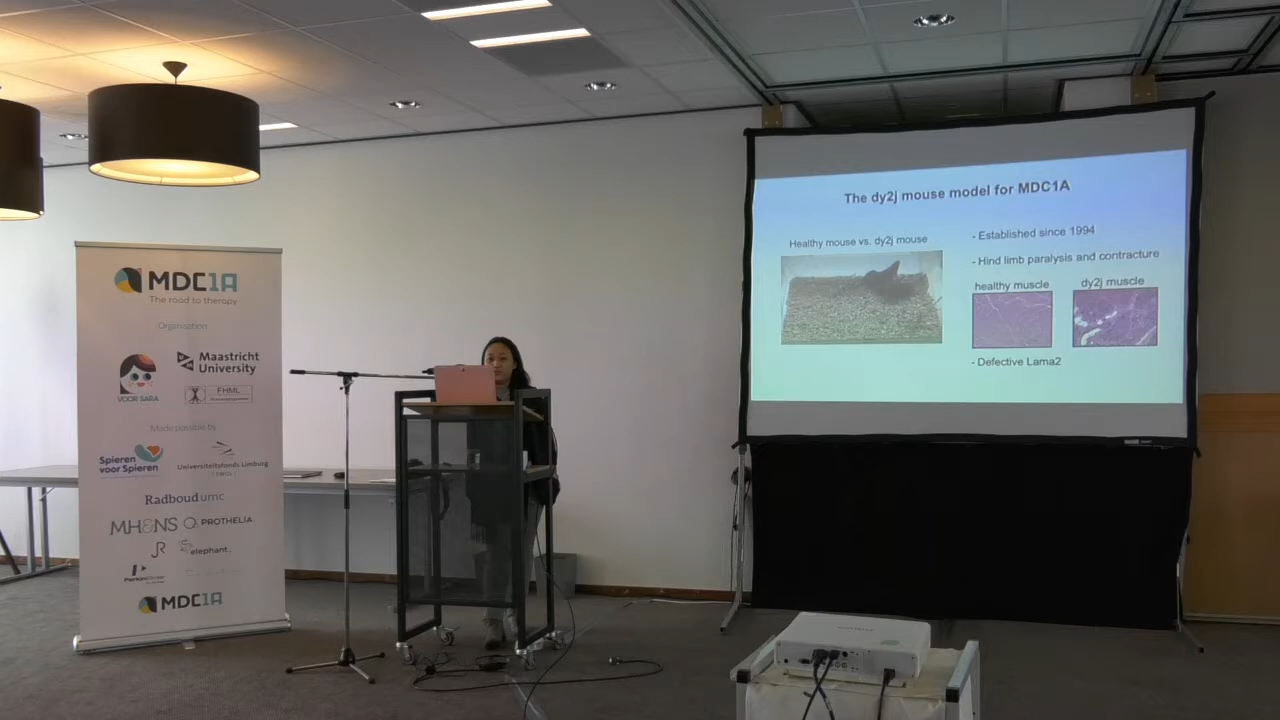 MDC1A
The road to therapy
Organisation
VOOR SARA
Maastricht
University
FHML
Made possible by
Spieren
voor Spieren
Universiteitsfonds Limburg
SWOL
Radboudumc
MH&NS
PROTHELIA
elephant.
PerkinElmer
MDC1A
The dy2j mouse model for MDC1A
Healthy mouse vs. dy2j mouse
- Established since 1994
- Hind limb paralysis and contracture
healthy muscle
dy2j muscle
- Defective Lama2